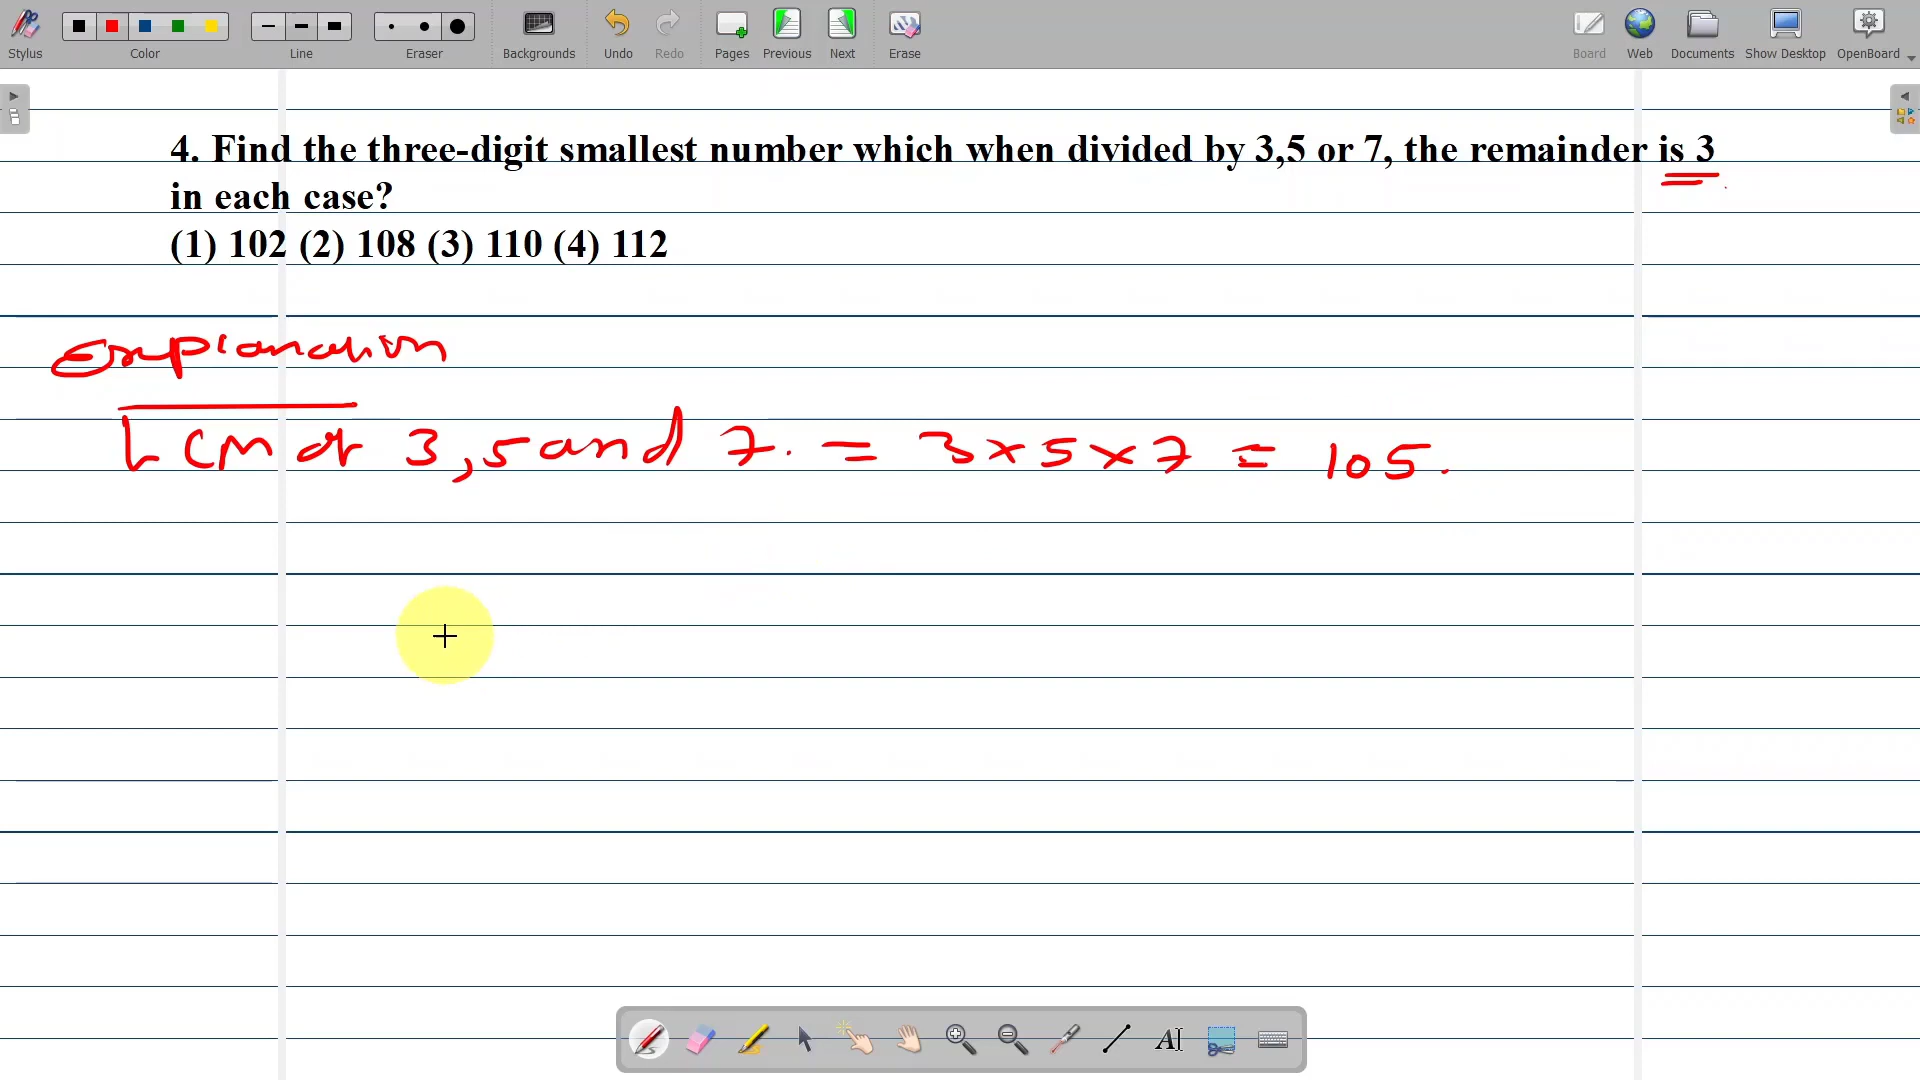 Stylus Color Line Eraser Backgrounds Undo Redo Pages Previous Next Erase Board Web Documents Show Desktop OpenBoard
4. Find the three-digit smallest number which when divided by 3,5 or 7, the remainder is 3
in each case?
(1) 102 (2) 108 (3) 110 (4) 112
Explanation
LCM of 3,5 and 7. = 3×5×7 = 105.